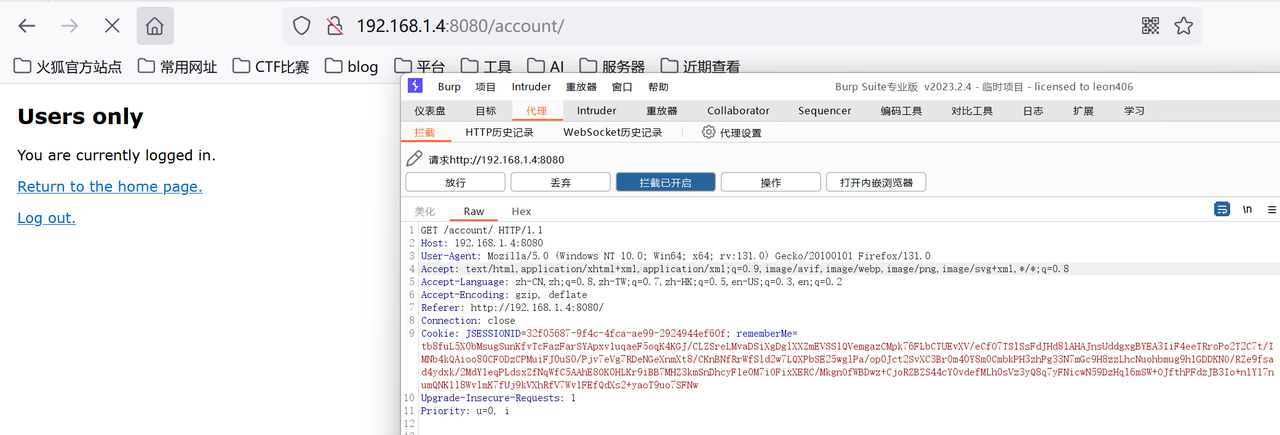 192.168.1.4:8080/account/
火狐官方站点 常用网址 CTF比赛 blog 平台 工具 AI 服务器 近期查看
Users only
You are currently logged in.
Return to the home page.
Log out.
Burp 项目 Intruder 重放器 窗口 帮助 Burp Suite专业版 v2023.2.4 - 临时项目 - licensed to leon406
仪表盘 目标 代理 Intruder 重放器 Collaborator Sequencer 编码工具 对比工具 日志 扩展 学习
拦截 HTTP历史记录 WebSocket历史记录 代理设置
请求http://192.168.1.4:8080
放行 丢弃 拦截已开启 操作 打开内嵌浏览器
美化 Raw Hex \n
1 GET /account/ HTTP/1.1
2 Host: 192.168.1.4:8080
3 User-Agent: Mozilla/5.0 (Windows NT 10.0; Win64; x64; rv:131.0) Gecko/20100101 Firefox/131.0
4 Accept: text/html,application/xhtml+xml,application/xml;q=0.9,image/avif,image/webp,image/png,image/svg+xml,*/*;q=0.8
5 Accept-Language: zh-CN,zh;q=0.8,zh-TW;q=0.7,zh-HK;q=0.5,en-US;q=0.3,en;q=0.2
6 Accept-Encoding: gzip, deflate
7 Referer: http://192.168.1.4:8080/
8 Connection: close
9 Cookie: JSESSIONID=32f05687-9f4c-4fca-ae99-2924944ef60f; rememberMe=
10 Upgrade-Insecure-Requests: 1
11 Priority: u=0, i
12